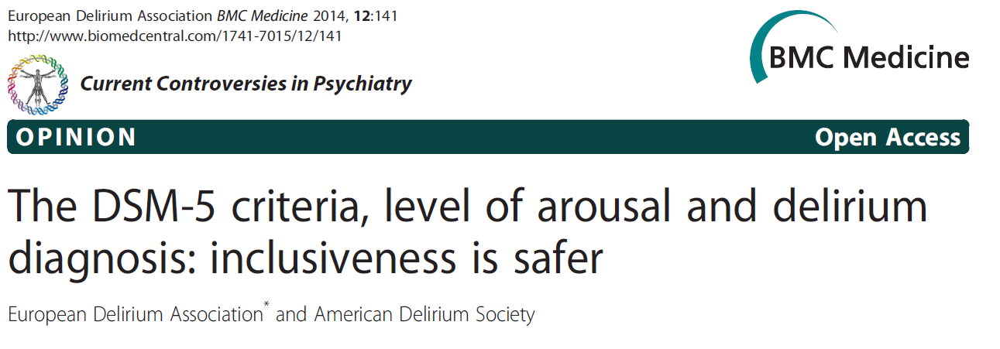 European Delirium Association BMC Medicine 2014, 12:141
http://www.biomedcentral.com/1741-7015/12/141
BMC Medicine
Current Controversies in Psychiatry
OPINION
Open Access
The DSM-5 criteria, level of arousal and delirium
diagnosis: inclusiveness is safer
European Delirium Association* and American Delirium Society